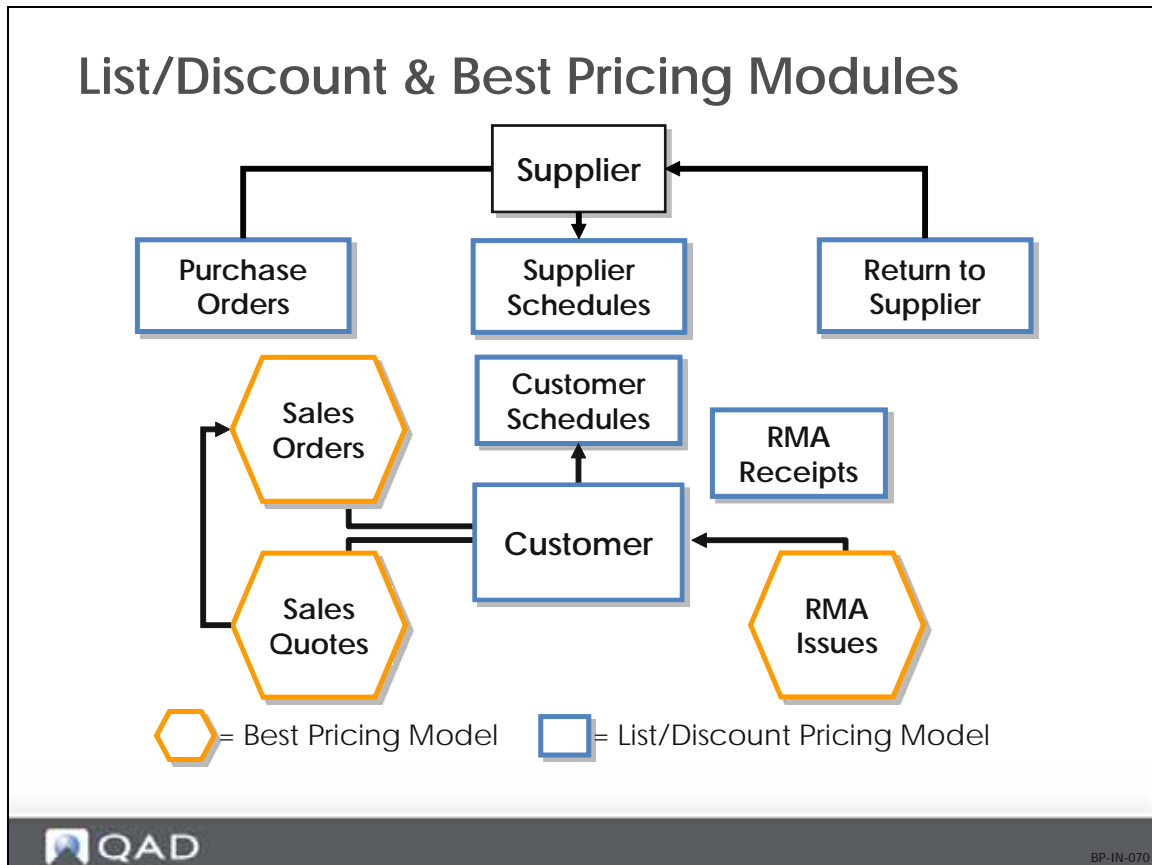 List/Discount & Best Pricing Modules
Supplier
Purchase
Orders
Supplier
Schedules
Return to
Supplier
Sales
Orders
Customer
Schedules
RMA
Receipts
Customer
Sales
Quotes
RMA
Issues
= Best Pricing Model
= List/Discount Pricing Model
QAD
BP-IN-070